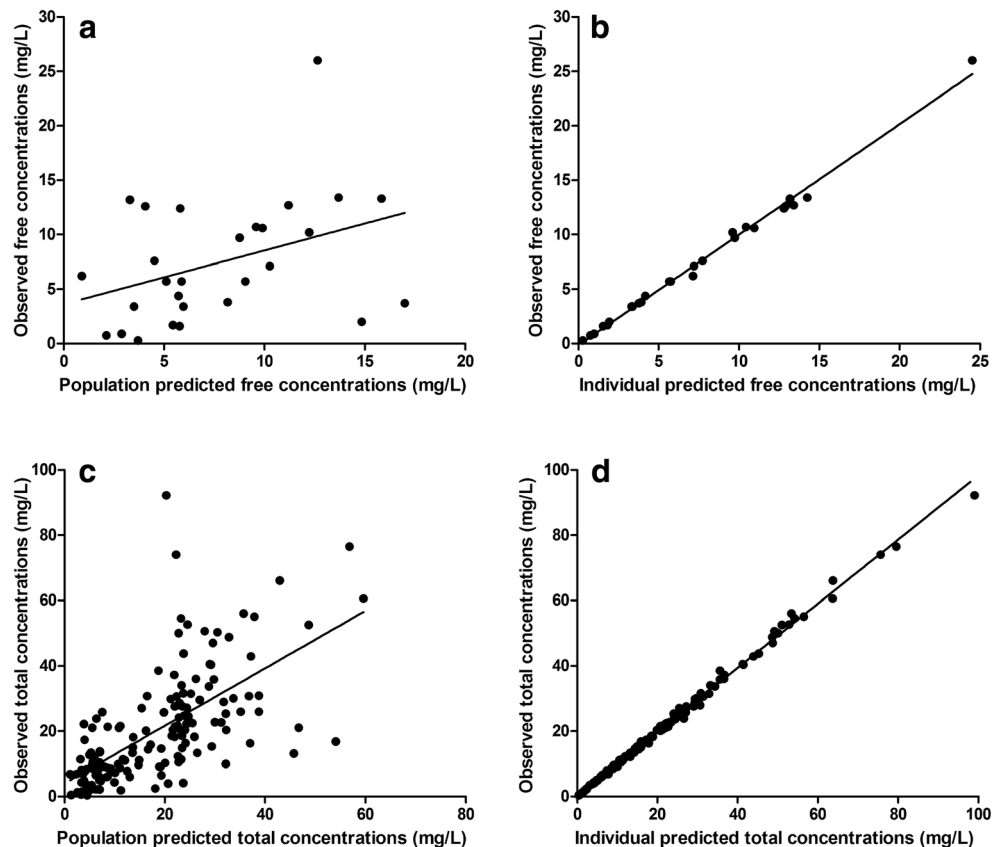 a
b
Observed free concentrations (mg/L)
30
25
20
15
10
5
0
0 5 10 15 20
Population predicted free concentrations (mg/L)
Observed free concentrations (mg/L)
30
25
20
15
10
5
0
0 5 10 15 20 25
Individual predicted free concentrations (mg/L)
c
d
Observed total concentrations (mg/L)
100
80
60
40
20
0
0 20 40 60 80
Population predicted total concentrations (mg/L)
Observed total concentrations (mg/L)
100
80
60
40
20
0
0 20 40 60 80 100
Individual predicted total concentrations (mg/L)